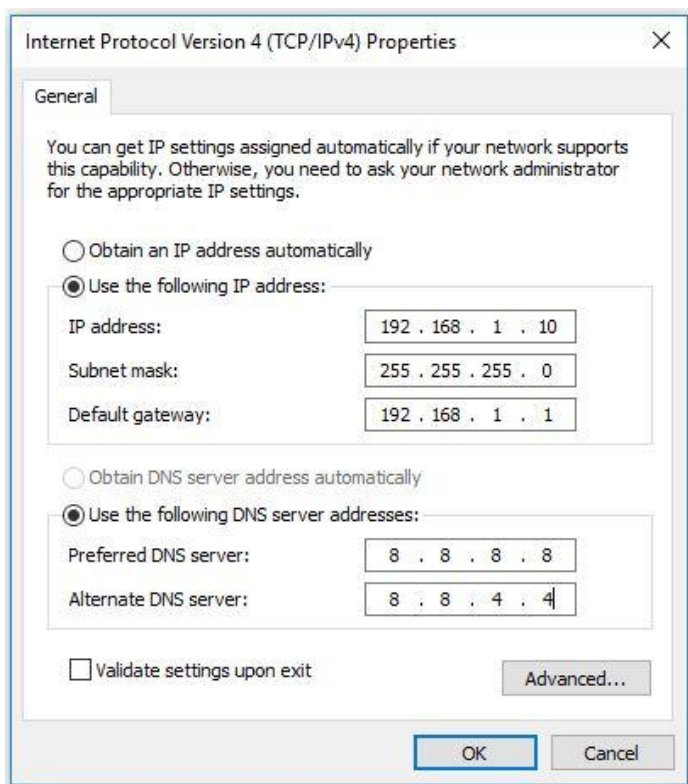 Internet Protocol Version 4 (TCP/IPv4) Properties
General
You can get IP settings assigned automatically if your network supports
this capability. Otherwise, you need to ask your network administrator
for the appropriate IP settings.
Obtain an IP address automatically
Use the following IP address:
IP address: 192 . 168 . 1 . 10
Subnet mask: 255 . 255 . 255 . 0
Default gateway: 192 . 168 . 1 . 1
Obtain DNS server address automatically
Use the following DNS server addresses:
Preferred DNS server: 8 . 8 . 8 . 8
Alternate DNS server: 8 . 8 . 4 . 4
Validate settings upon exit
Advanced...
OK Cancel